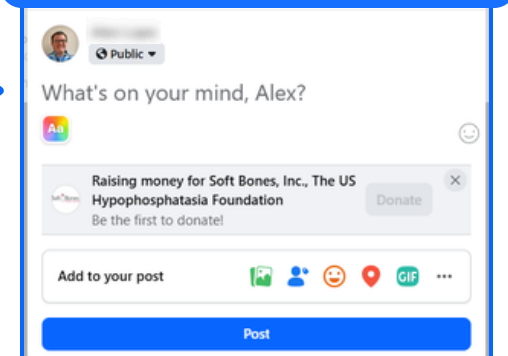 Public
What's on your mind, Alex?
Aa
Raising money for Soft Bones, Inc., The US
Hypophosphatasia Foundation
Donate
Be the first to donate!
Add to your post
GIF
Post